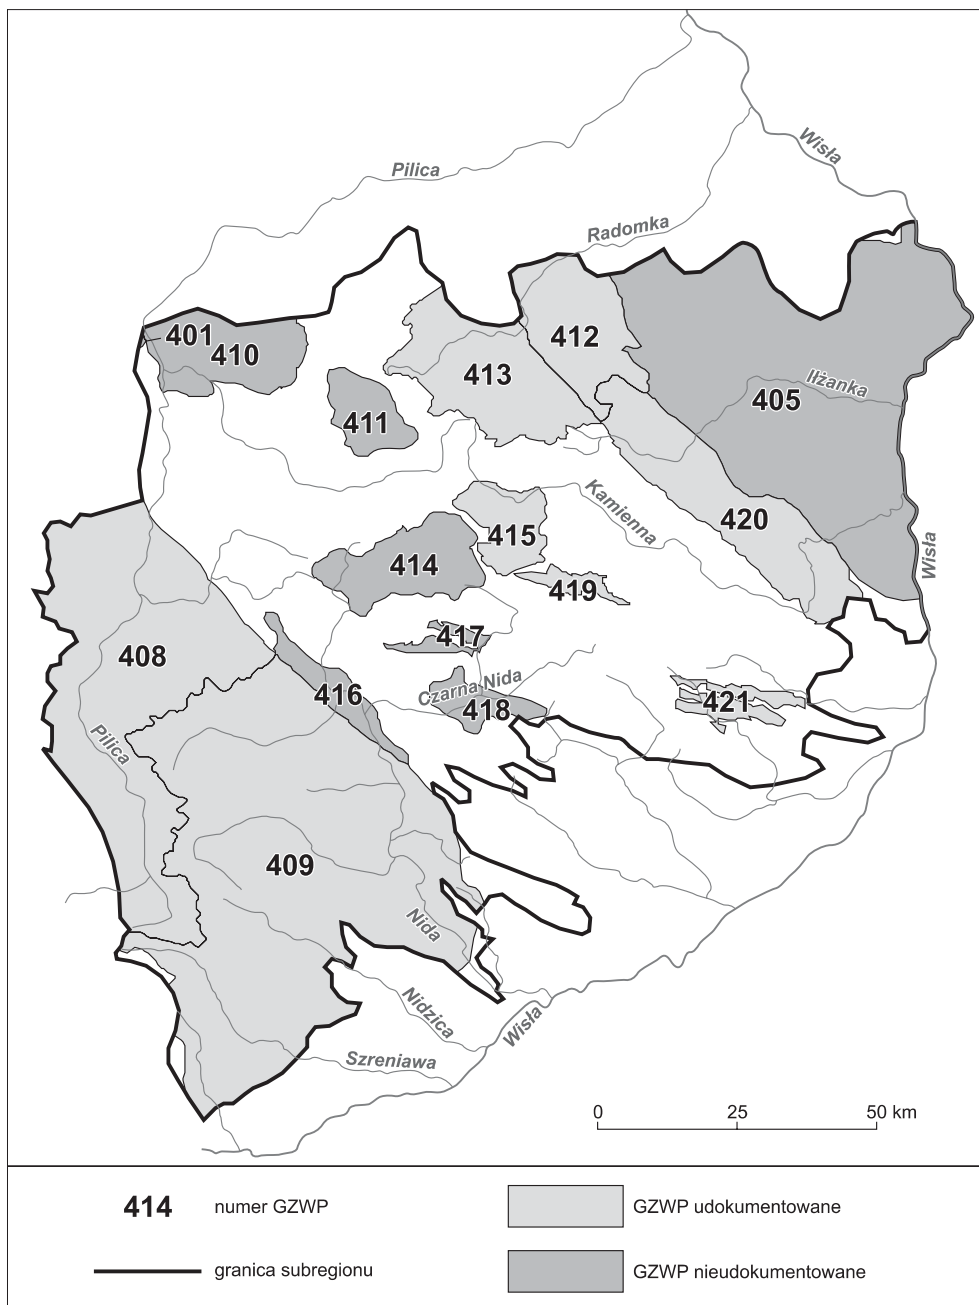 Wisła
Pilica
Radomka
401
410
412
413
411
Iłżanka
405
Kamienna
420
415
414
419
Wisła
417
408
416
Czarna Nida
418
421
Pilica
409
Nida
Nidzica
Wisła
Szreniawa
0 25 50 km
414 numer GZWP
GZWP udokumentowane
granica subregionu
GZWP nieudokumentowane